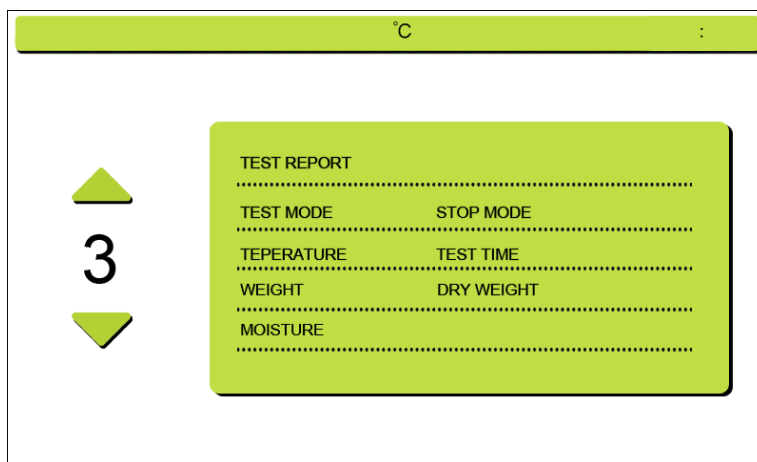 °C :
TEST REPORT
TEST MODE STOP MODE
3
TEPERATURE TEST TIME
WEIGHT DRY WEIGHT
MOISTURE